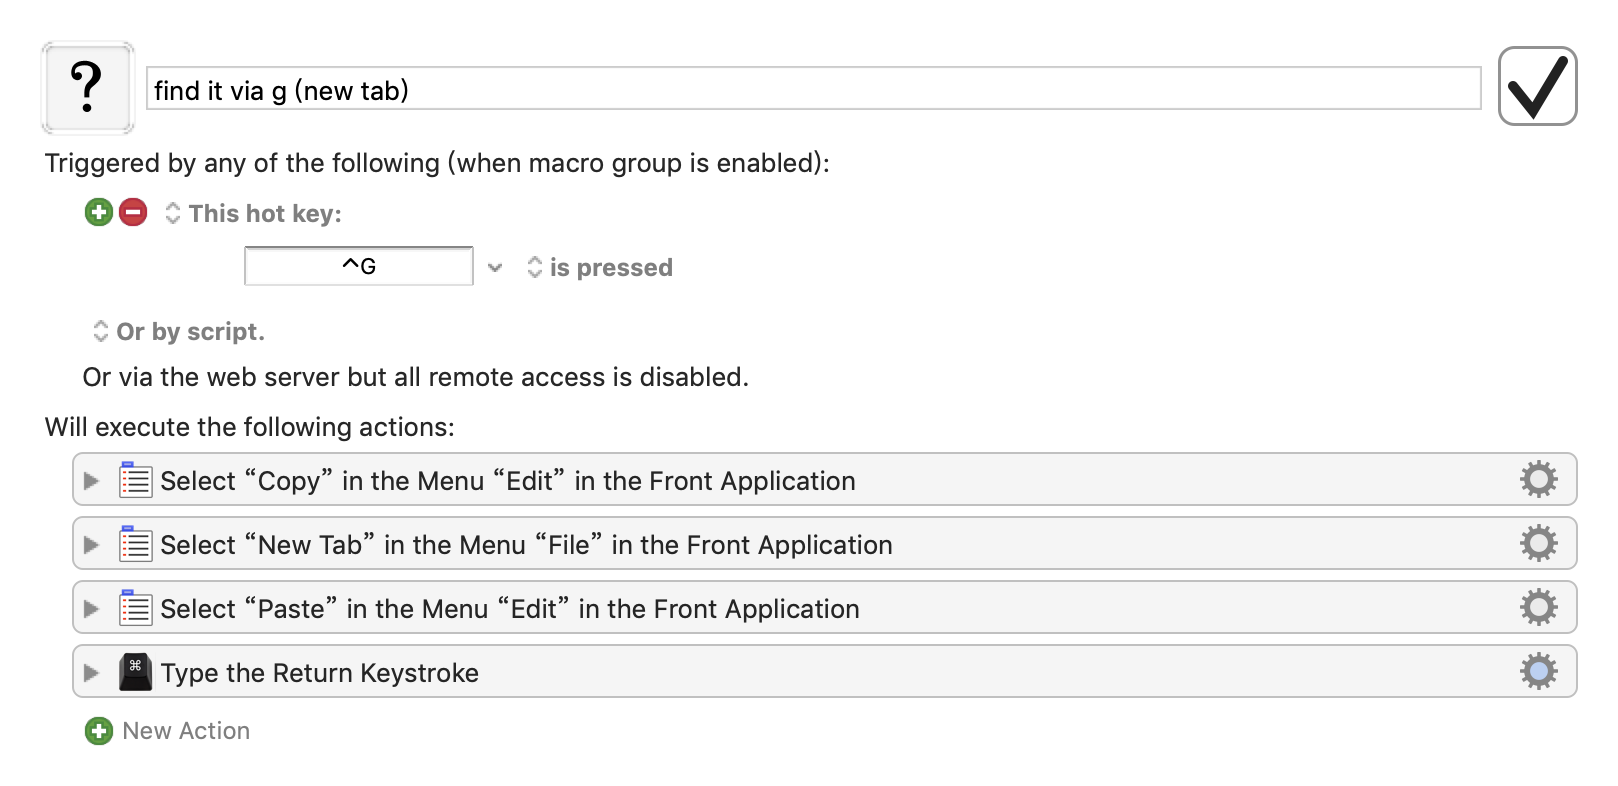 ?
find it via g (new tab)
Triggered by any of the following (when macro group is enabled):
This hot key:
^G
is pressed
Or by script.
Or via the web server but all remote access is disabled.
Will execute the following actions:
Select “Copy” in the Menu “Edit” in the Front Application
Select “New Tab” in the Menu “File” in the Front Application
Select “Paste” in the Menu “Edit” in the Front Application
⌘
Type the Return Keystroke
New Action